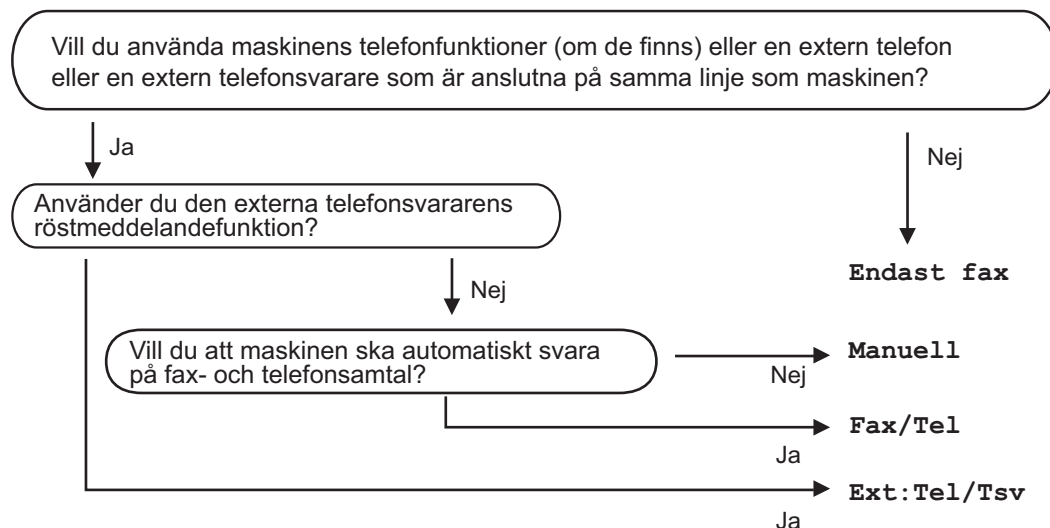 Vill du använda maskinens telefonfunktioner (om de finns) eller en extern telefon
eller en extern telefonsvarare som är anslutna på samma linje som maskinen?
Ja
Nej
Använder du den externa telefonsvararens
röstmeddelandefunktion?
Endast fax
Nej
Vill du att maskinen ska automatiskt svara
på fax- och telefonsamtal?
Manuell
Nej
Fax/Tel
Ja
Ext:Tel/Tsv
Ja